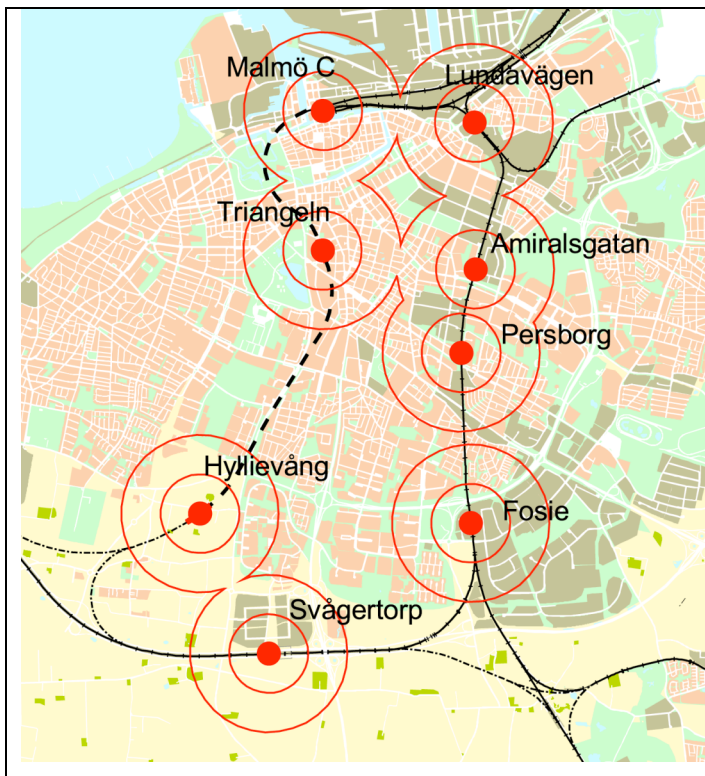 Malmö C
Lundavägen
Triangeln
Amiralsgatan
Persborg
Hyllievång
Fosie
Svågertorp